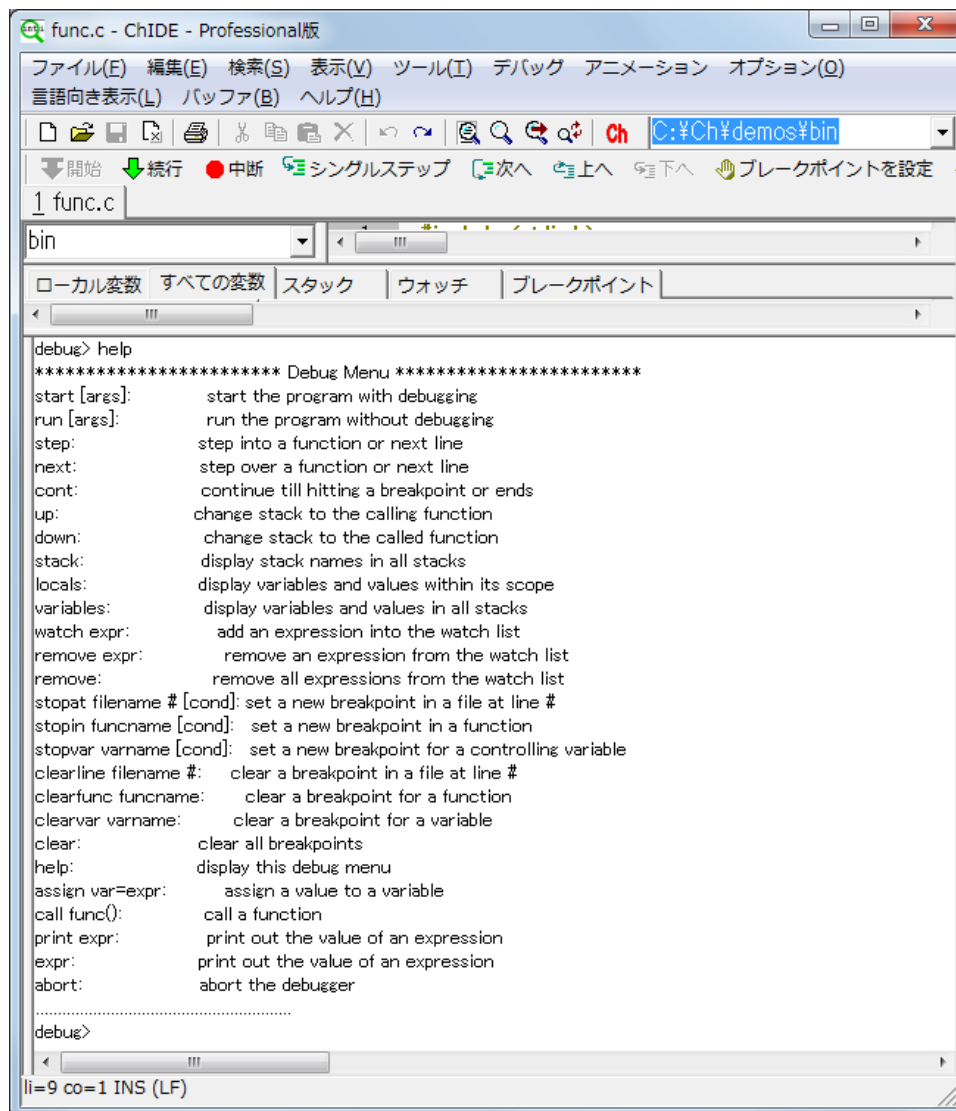 func.c - ChIDE - Professional版
ファイル(F) 編集(E) 検索(S) 表示(V) ツール(T) デバッグ アニメーション オプション(O)
言語向き表示(L) バッファ(B) ヘルプ(H)
Ch C:¥Ch¥demos¥bin
開始 続行 中断 シングルステップ 次へ 上へ 下へ ブレークポイントを設定
1 func.c
bin
ローカル変数 すべての変数 スタック ウォッチ ブレークポイント
debug> help
************************ Debug Menu ************************
start [args]: start the program with debugging
run [args]: run the program without debugging
step: step into a function or next line
next: step over a function or next line
cont: continue till hitting a breakpoint or ends
up: change stack to the calling function
down: change stack to the called function
stack: display stack names in all stacks
locals: display variables and values within its scope
variables: display variables and values in all stacks
watch expr: add an expression into the watch list
remove expr: remove an expression from the watch list
remove: remove all expressions from the watch list
stopat filename # [cond]: set a new breakpoint in a file at line #
stopin funcname [cond]: set a new breakpoint in a function
stopvar varname [cond]: set a new breakpoint for a controlling variable
clearline filename #: clear a breakpoint in a file at line #
clearfunc funcname: clear a breakpoint for a function
clearvar varname: clear a breakpoint for a variable
clear: clear all breakpoints
help: display this debug menu
assign var=expr: assign a value to a variable
call func(): call a function
print expr: print out the value of an expression
expr: print out the value of an expression
abort: abort the debugger
..........................................................
debug>
li=9 co=1 INS (LF)